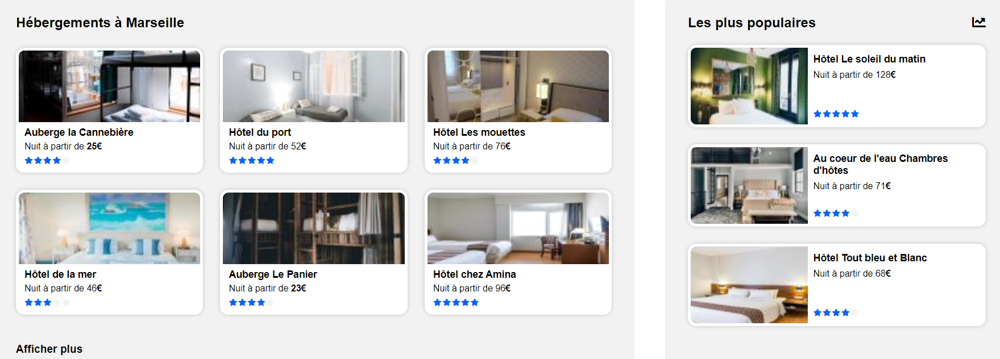 Hébergements à Marseille
Auberge la Cannebière
Nuit à partir de 25€
Hôtel du port
Nuit à partir de 52€
Hôtel Les mouettes
Nuit à partir de 76€
Hôtel de la mer
Nuit à partir de 46€
Auberge Le Panier
Nuit à partir de 23€
Hôtel chez Amina
Nuit à partir de 96€
Afficher plus
Les plus populaires
Hôtel Le soleil du matin
Nuit à partir de 128€
Au coeur de l'eau Chambres
d'hôtes
Nuit à partir de 71€
Hôtel Tout bleu et Blanc
Nuit à partir de 68€